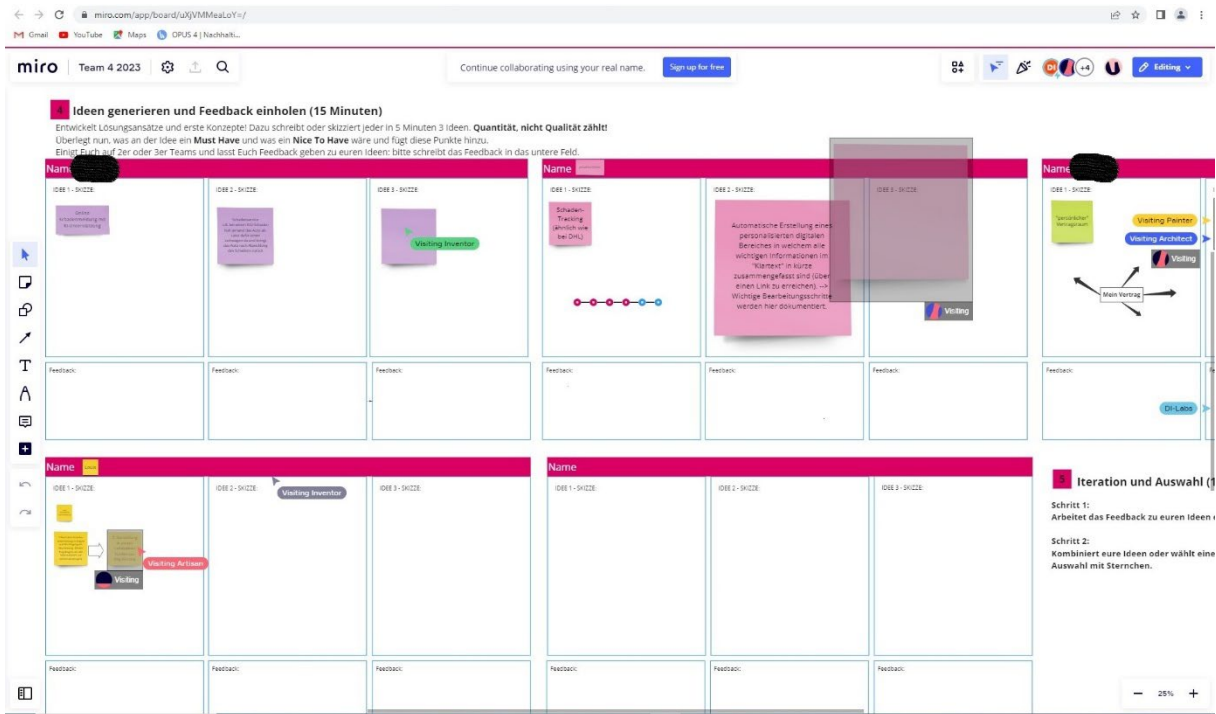 miro.com/app/board/uXjVMMeaLoY=/
Gmail YouTube Maps OPUS 4 | Nachhalti...
miro Team 4 2023 Continue collaborating using your real name. Sign up for free DI +4 Editing
4 Ideen generieren und Feedback einholen (15 Minuten)
Entwickelt Lösungsansätze und erste Konzepte! Dazu schreibt oder skizziert jeder in 5 Minuten 3 Ideen. Quantität, nicht Qualität zählt!
Überlegt nun, was an der Idee ein Must Have und was ein Nice To Have wäre und fügt diese Punkte hinzu.
Einigt Euch auf 2er oder 3er Teams und lasst Euch Feedback geben zu euren Ideen: bitte schreibt das Feedback in das untere Feld.
Nam
IDEE 1 - SKIZZE:
IDEE 2 - SKIZZE:
IDEE 3 - SKIZZE:
Visiting Inventor
Feedback:
Feedback:
Feedback:
Name
IDEE 1 - SKIZZE:
Schaden-
Tracking
(ähnlich wie
bei DHL)
IDEE 2 - SKIZZE:
Automatische Erstellung eines
personalisierten digitalen
Bereiches in welchem alle
wichtigen Informationen im
"Klartext" in kürze
zusammengefasst sind (über
einen Link zu erreichen). -->
Wichtige Bearbeitungsschritte
werden hier dokumentiert.
IDEE 3 - SKIZZE:
Visiting
Feedback:
Feedback:
Feedback:
Name
IDEE 1 - SKIZZE:
"persönlicher"
Vertragsraum
Visiting Painter
Visiting Architect
Visiting
Mein Vertrag
Feedback:
DI-Labs
Name
IDEE 1 - SKIZZE:
IDEE 2 - SKIZZE:
Visiting Inventor
IDEE 3 - SKIZZE:
Visiting Artisan
Visiting
Feedback:
Feedback:
Feedback:
Name
IDEE 1 - SKIZZE:
IDEE 2 - SKIZZE:
IDEE 3 - SKIZZE:
Feedback:
Feedback:
Feedback:
5 Iteration und Auswahl (1
Schritt 1:
Arbeitet das Feedback zu euren Ideen
Schritt 2:
Kombiniert eure Ideen oder wählt eine
Auswahl mit Sternchen.
25%